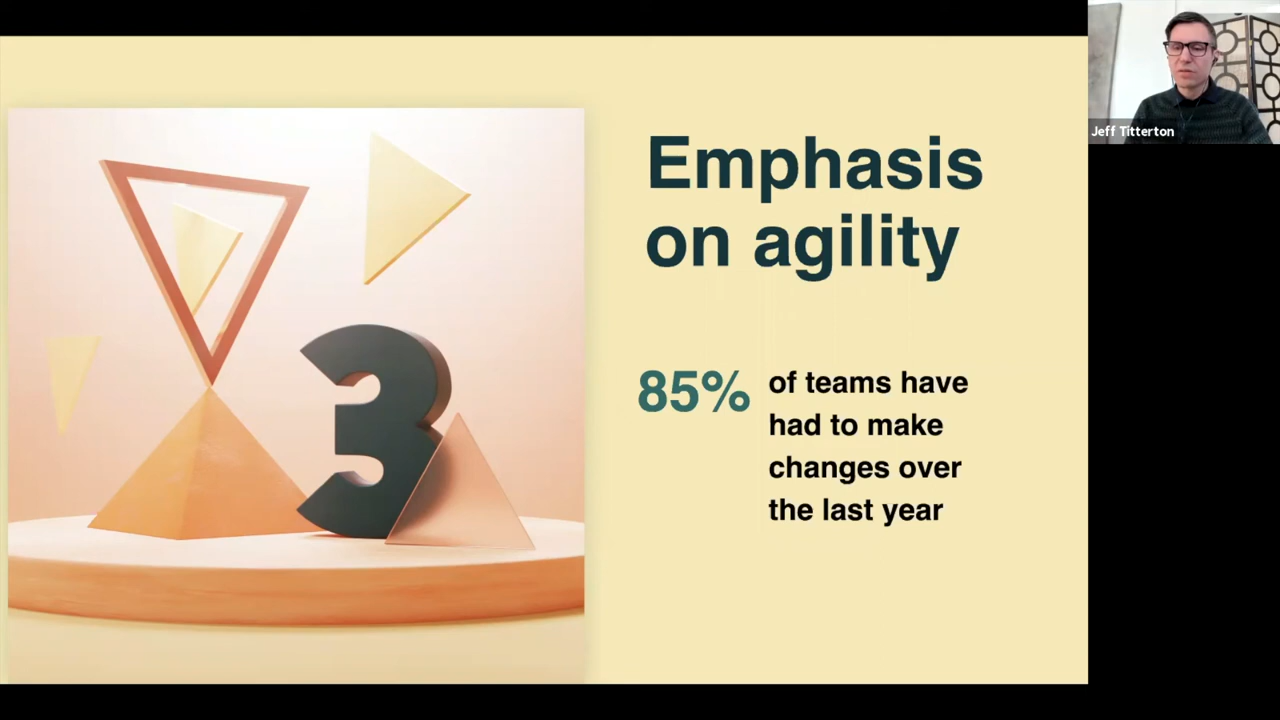 Emphasis
on agility
3
85%
of teams have
had to make
changes over
the last year
Jeff Titterton